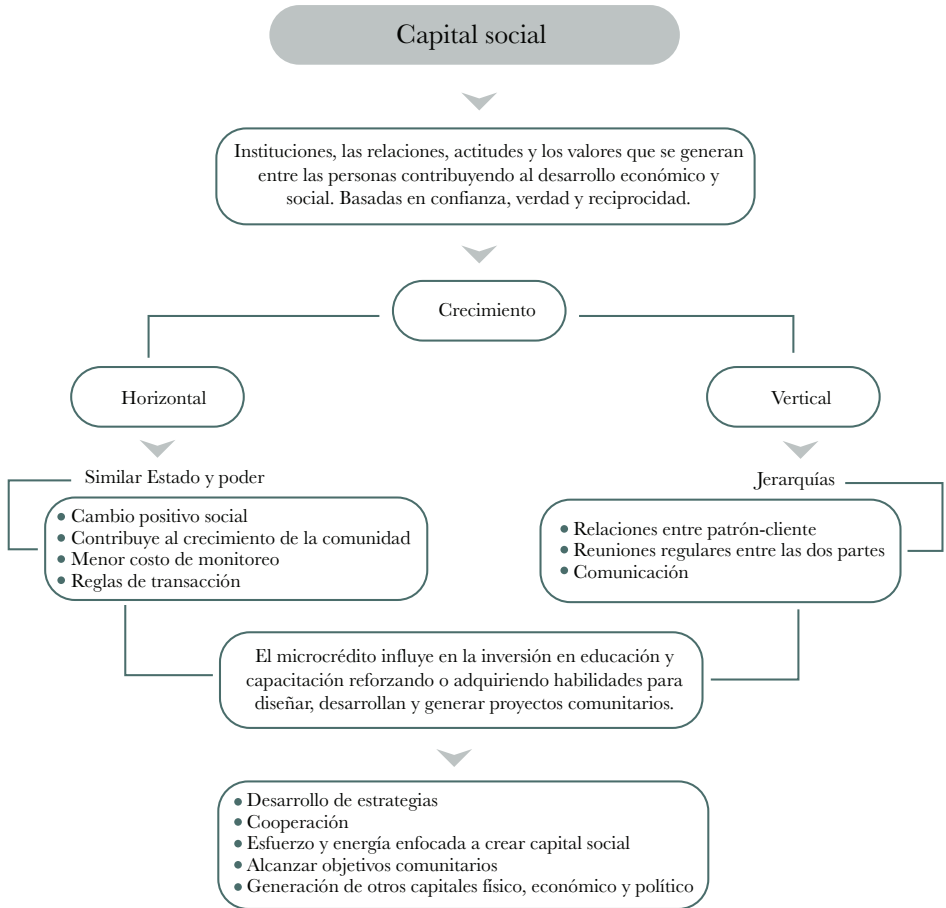 Capital social
Instituciones, las relaciones, actitudes y los valores que se generan
entre las personas contribuyendo al desarrollo económico y
social. Basadas en confianza, verdad y reciprocidad.
Crecimiento
Horizontal
Vertical
Similar Estado y poder
• Cambio positivo social
• Contribuye al crecimiento de la comunidad
• Menor costo de monitoreo
• Reglas de transacción
Jerarquías
• Relaciones entre patrón-cliente
• Reuniones regulares entre las dos partes
• Comunicación
El microcrédito influye en la inversión en educación y
capacitación reforzando o adquiriendo habilidades para
diseñar, desarrollan y generar proyectos comunitarios.
• Desarrollo de estrategias
• Cooperación
• Esfuerzo y energía enfocada a crear capital social
• Alcanzar objetivos comunitarios
• Generación de otros capitales físico, económico y político